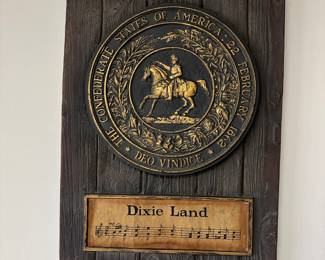 THE CONFEDERATE STATES OF AMERICA: 22 FEBRUARY 1862
DEO VINDICE
Dixie Land